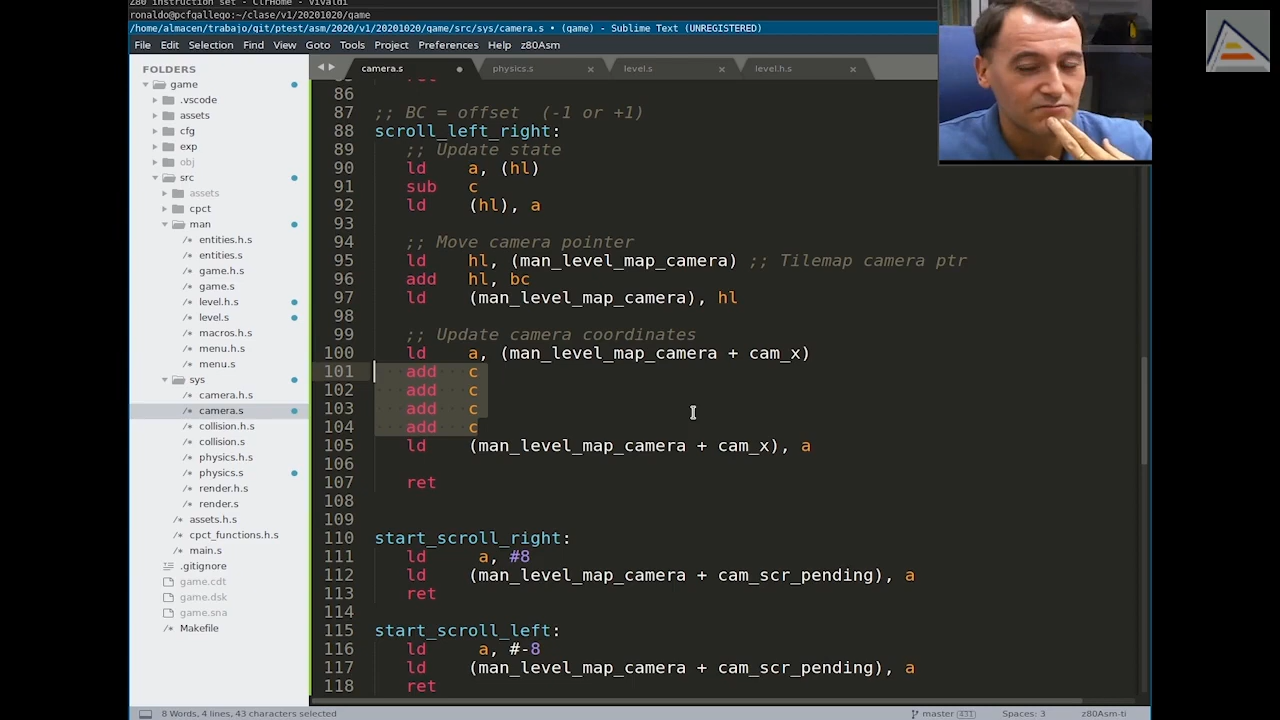 Z80 Instruction set - ClrHome - Vivaldi
ronaldo@pcfgallego:~/clase/v1/20201020/game
/home/almacen/trabajo/git/ptest/asm/2020/v1/20201020/game/src/sys/camera.s • (game) - Sublime Text (UNREGISTERED)
File Edit Selection Find View Goto Tools Project Preferences Help z80Asm
FOLDERS
game
.vscode
assets
cfg
exp
obj
src
assets
cpct
man
entities.h.s
entities.s
game.h.s
game.s
level.h.s
level.s
macros.h.s
menu.h.s
menu.s
sys
camera.h.s
camera.s
collision.h.s
collision.s
physics.h.s
physics.s
render.h.s
render.s
assets.h.s
cpct_functions.h.s
main.s
.gitignore
game.cdt
game.dsk
game.sna
Makefile
camera.s physics.s level.s level.h.s
86
87 ;; BC = offset (-1 or +1)
88 scroll_left_right:
89 ;; Update state
90 ld a, (hl)
91 sub c
92 ld (hl), a
93
94 ;; Move camera pointer
95 ld hl, (man_level_map_camera) ;; Tilemap camera ptr
96 add hl, bc
97 ld (man_level_map_camera), hl
98
99 ;; Update camera coordinates
100 ld a, (man_level_map_camera + cam_x)
101 add c
102 add c
103 add c
104 add c
105 ld (man_level_map_camera + cam_x), a
106
107 ret
108
109
110 start_scroll_right:
111 ld a, #8
112 ld (man_level_map_camera + cam_scr_pending), a
113 ret
114
115 start_scroll_left:
116 ld a, #-8
117 ld (man_level_map_camera + cam_scr_pending), a
118 ret
8 Words, 4 lines, 43 characters selected
master 431 Spaces: 3 z80Asm-ti